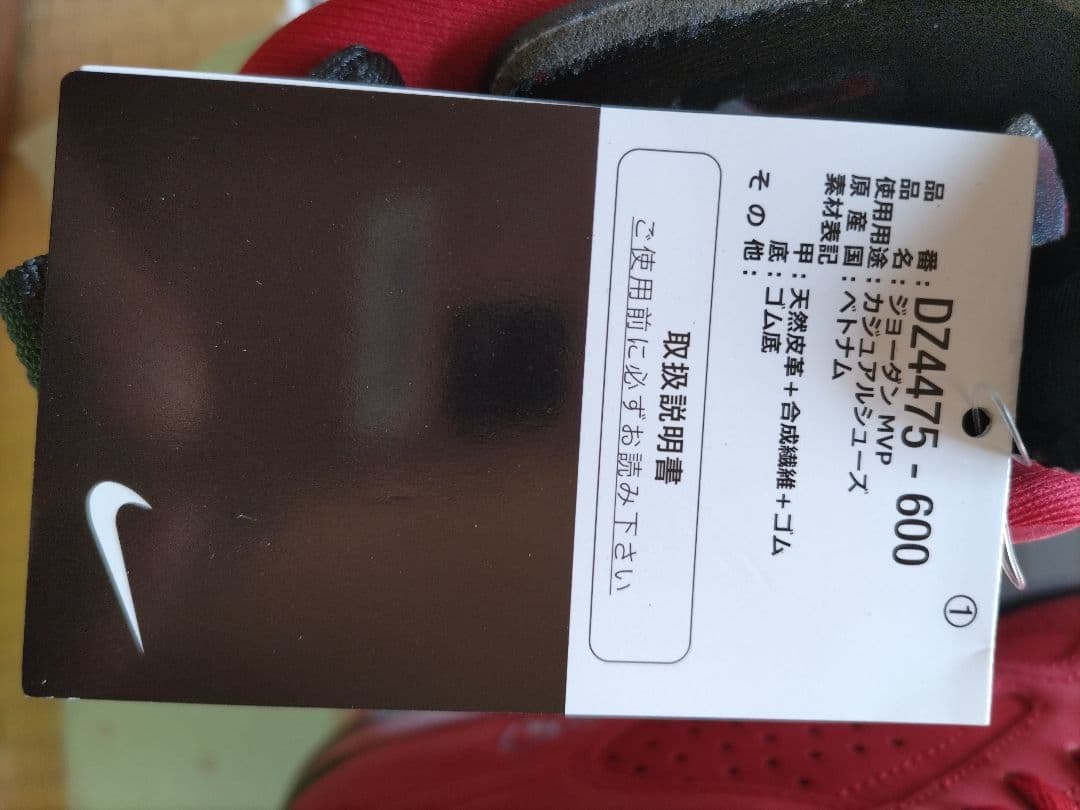 ①
品番：DZ4475-600
品名：ジョーダン MVP
使用用途：カジュアルシューズ
原産国：ベトナム
素材表記
甲：天然皮革＋合成繊維＋ゴム
底：ゴム底
その他：
取扱説明書
ご使用前に必ずお読み下さい